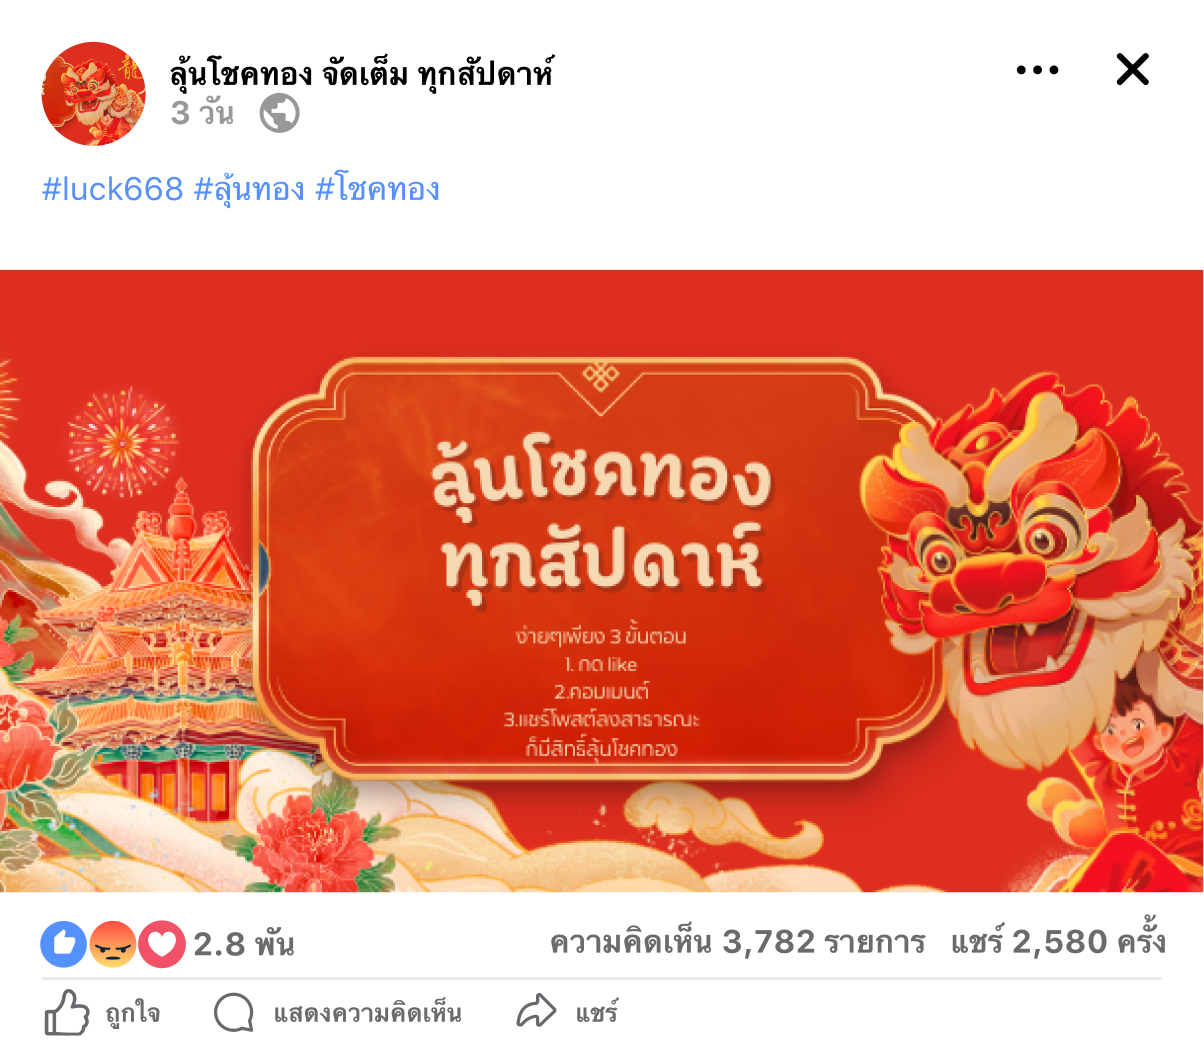 龍
ลุ้นโชคทอง จัดเต็ม ทุกสัปดาห์
3 วัน
#luck668 #ลุ้นทอง #โชคทอง
ลุ้นโชคทอง
ทุกสัปดาห์
ง่ายๆเพียง 3 ขั้นตอน
1. กด like
2.คอมเมนต์
3.แชร์โพสต์ลงสาธารณะ
ก็มีสิทธิ์ลุ้นโชคทอง
2.8 พัน
ความคิดเห็น 3,782 รายการ แชร์ 2,580 ครั้ง
ถูกใจ แสดงความคิดเห็น แชร์